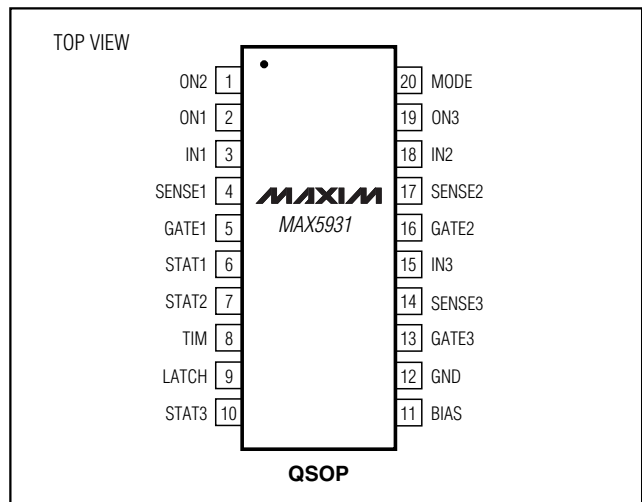 TOP VIEW
ON2 1 20 MODE
ON1 2 19 ON3
IN1 3 18 IN2
SENSE1 4 MAXIM 17 SENSE2
GATE1 5 MAX5931 16 GATE2
STAT1 6 15 IN3
STAT2 7 14 SENSE3
TIM 8 13 GATE3
LATCH 9 12 GND
STAT3 10 11 BIAS
QSOP